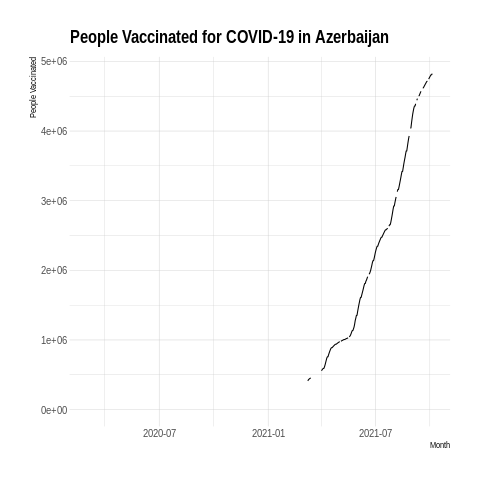 People Vaccinated for COVID-19 in Azerbaijan
People Vaccinated
5e+06
4e+06
3e+06
2e+06
1e+06
0e+00
2020-07
2021-01
2021-07
Month